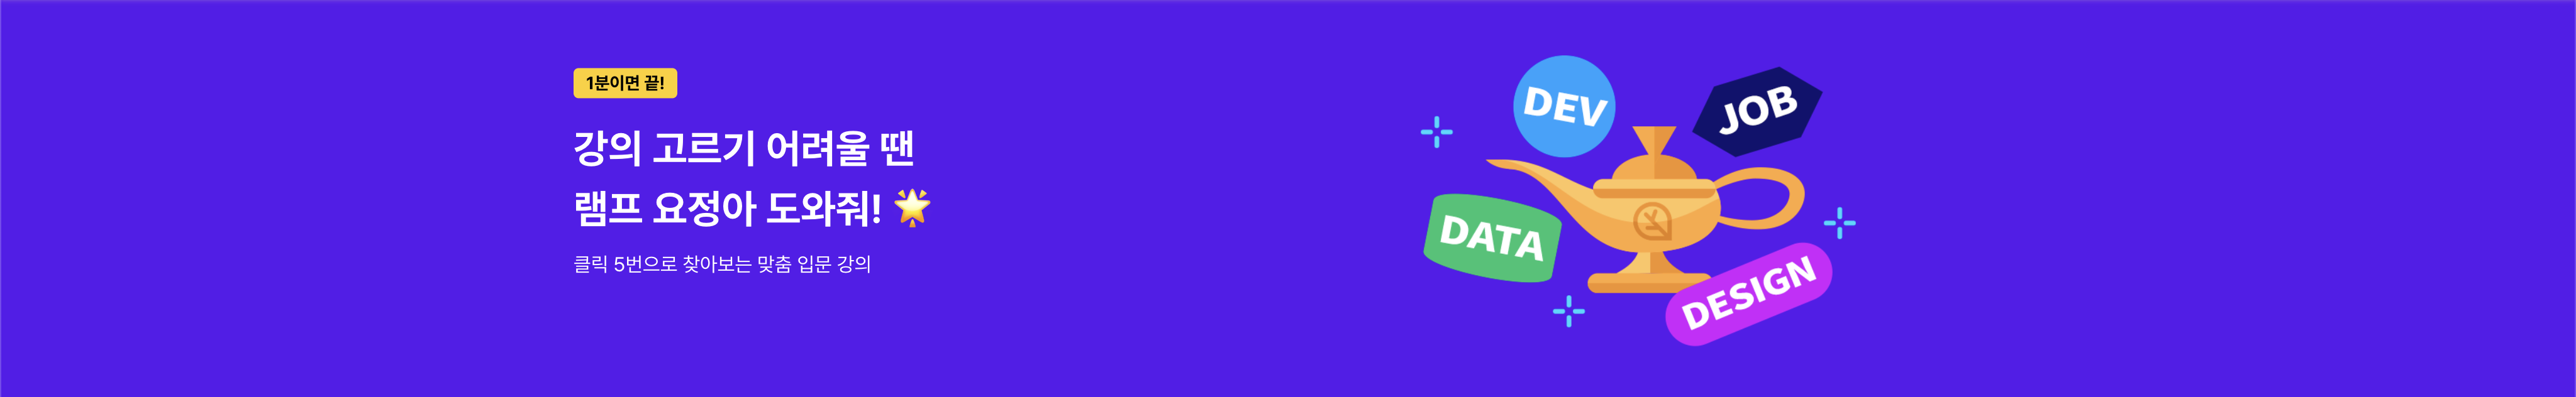 1분이면 끝!
강의 고르기 어려울 땐
램프 요정아 도와줘! 🌟
클릭 5번으로 찾아보는 맞춤 입문 강의
DEV
JOB
DATA
DESIGN